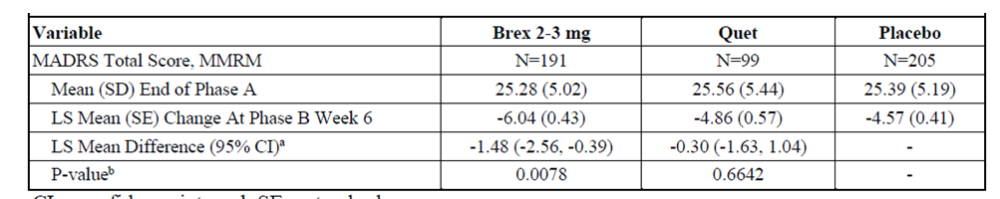 Variable Brex 2-3 mg Quet Placebo
MADRS Total Score, MMRM N=191 N=99 N=205
Mean (SD) End of Phase A 25.28 (5.02) 25.56 (5.44) 25.39 (5.19)
LS Mean (SE) Change At Phase B Week 6 -6.04 (0.43) -4.86 (0.57) -4.57 (0.41)
LS Mean Difference (95% CI)ᵃ -1.48 (-2.56, -0.39) -0.30 (-1.63, 1.04) -
P-valueᵇ 0.0078 0.6642 -